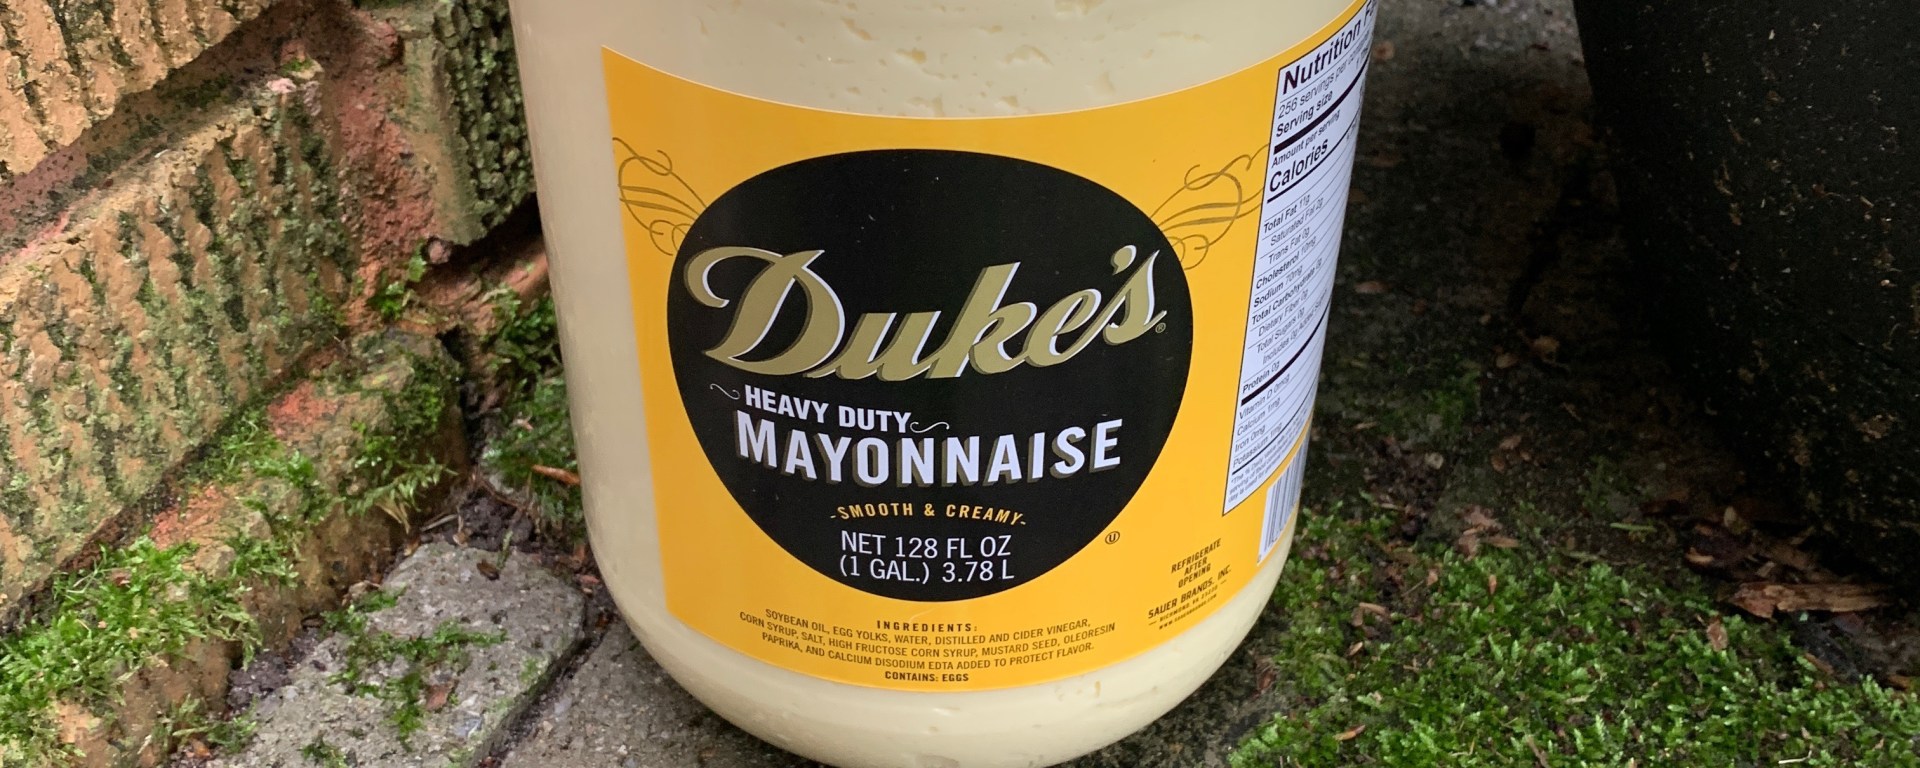 Duke's®
HEAVY DUTY
MAYONNAISE
-SMOOTH & CREAMY-
NET 128 FL OZ
(1 GAL.) 3.78 L
U
INGREDIENTS:
SOYBEAN OIL, EGG YOLKS, WATER, DISTILLED AND CIDER VINEGAR,
CORN SYRUP, SALT, HIGH FRUCTOSE CORN SYRUP, MUSTARD SEED, OLEORESIN
PAPRIKA, AND CALCIUM DISODIUM EDTA ADDED TO PROTECT FLAVOR.
CONTAINS: EGGS
REFRIGERATE
AFTER
OPENING
SAUER BRANDS, INC.
Nutrition
256 servings per
Serving size
Amount per serving
Calories
Total Fat 11g
Saturated Fat 2g
Trans Fat 0g
Cholesterol 10mg
Sodium 70mg
Total Carbohydrate 0g
Dietary Fiber 0g
Total Sugars 0g
Includes 0g Added
Protein 0g
Vitamin D 0mcg
Calcium 1mg
Iron 0mg
Potassium